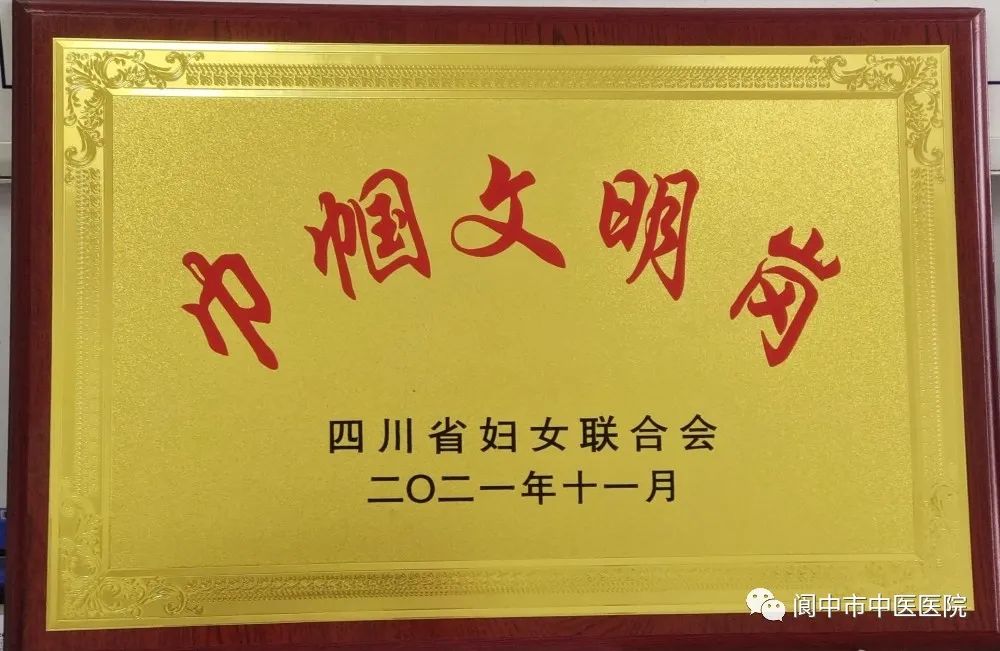 巾帼文明岗
四川省妇女联合会
二〇二一年十一月
阆中市中医医院